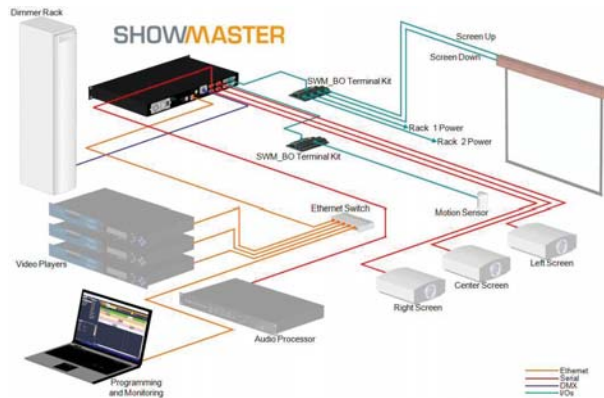 Dimmer Rack
SHOWMASTER
Screen Up
Screen Down
SWM_BO Terminal Kit
Rack 1 Power
Rack 2 Power
SWM_BO Terminal Kit
Ethernet Switch
Motion Sensor
Video Players
Left Screen
Center Screen
Right Screen
Audio Processor
Programming
and Monitoring
Ethernet
Serial
DMX
I/Os